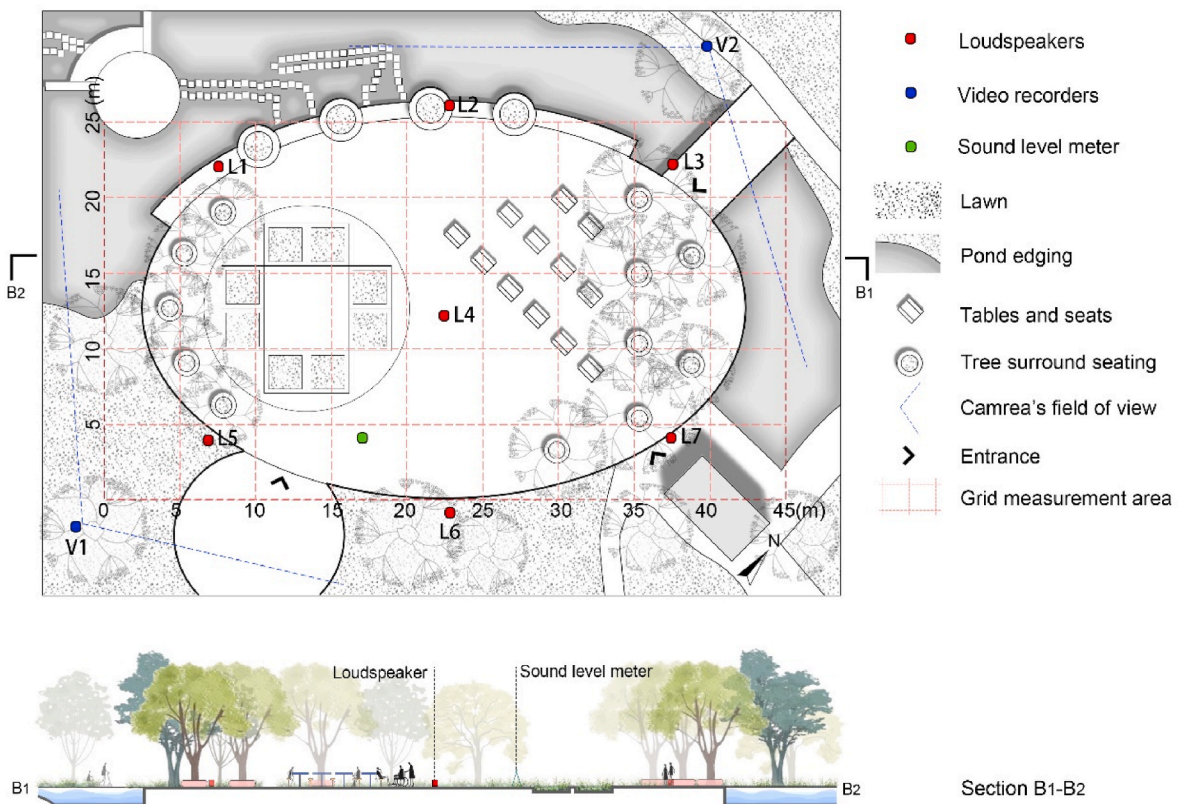 V2
25 (m)
L2
L1
L3
20
B2
15
B1
L4
10
5
L5
L7
0
5
10
15
20
25
30
35
40
45(m)
V1
L6
N
Loudspeakers
Video recorders
Sound level meter
Lawn
Pond edging
Tables and seats
Tree surround seating
Camrea's field of view
Entrance
Grid measurement area
Loudspeaker
Sound level meter
B1
B2
Section B1-B2